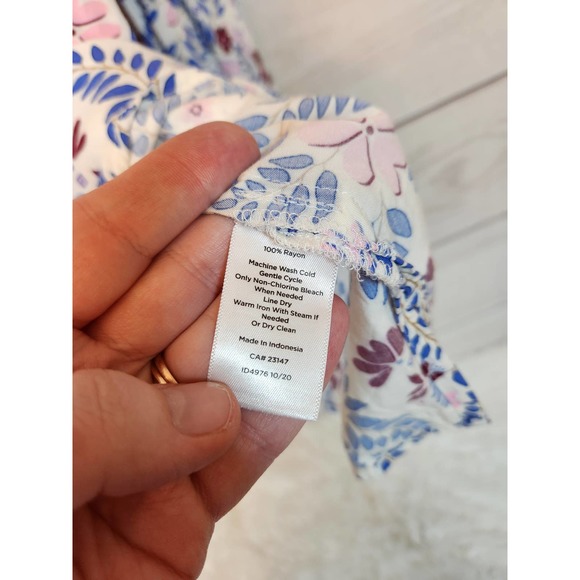 100% Rayon
Machine Wash Cold
Gentle Cycle
Only Non-Chlorine Bleach
When Needed
Line Dry
Warm Iron With Steam If
Needed
Or Dry Clean
Made In Indonesia
CA# 23147
ID4976 10/20